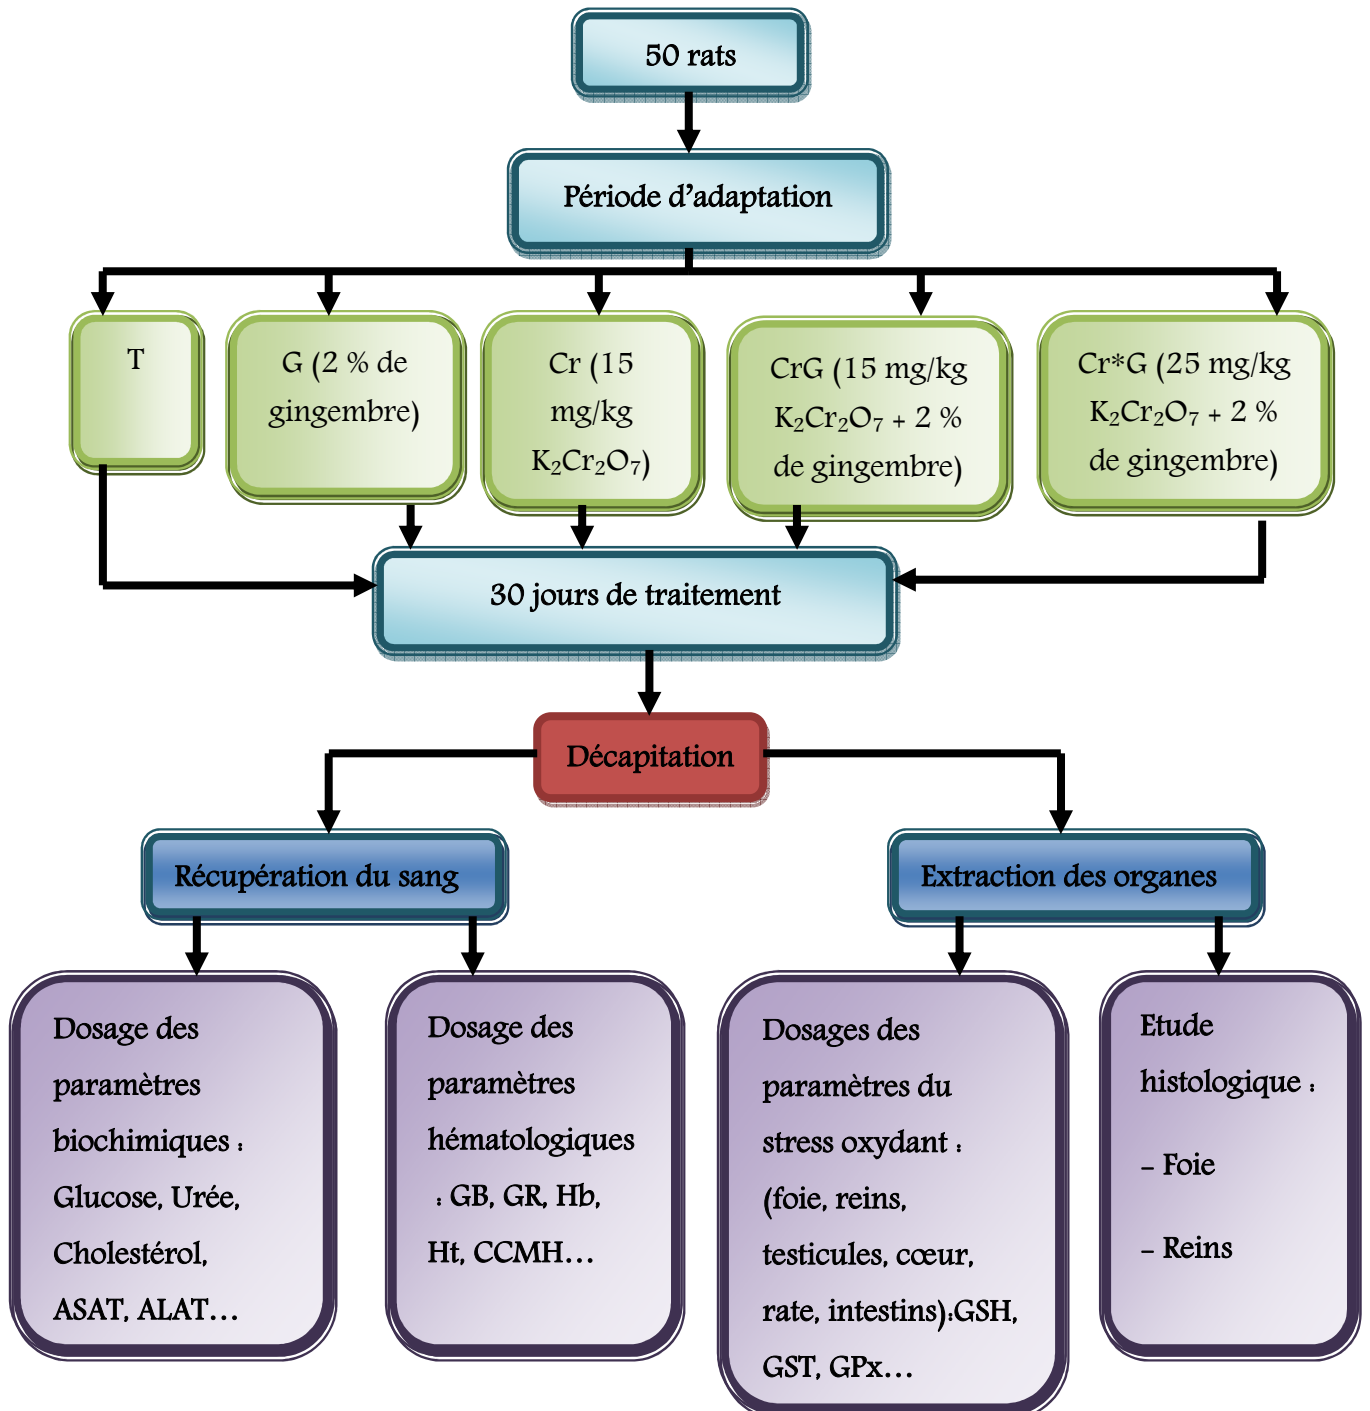 50 rats
Période d’adaptation
T
G (2 % de
gingembre)
Cr (15
mg/kg
K₂Cr₂O₇)
CrG (15 mg/kg
K₂Cr₂O₇ + 2 %
de gingembre)
Cr*G (25 mg/kg
K₂Cr₂O₇ + 2 %
de gingembre)
30 jours de traitement
Décapitation
Récupération du sang
Extraction des organes
Dosage des
paramètres
biochimiques :
Glucose, Urée,
Cholestérol,
ASAT, ALAT…
Dosage des
paramètres
hématologiques
: GB, GR, Hb,
Ht, CCMH…
Dosages des
paramètres du
stress oxydant :
(foie, reins,
testicules, cœur,
rate, intestins):GSH,
GST, GPx…
Etude
histologique :
- Foie
- Reins